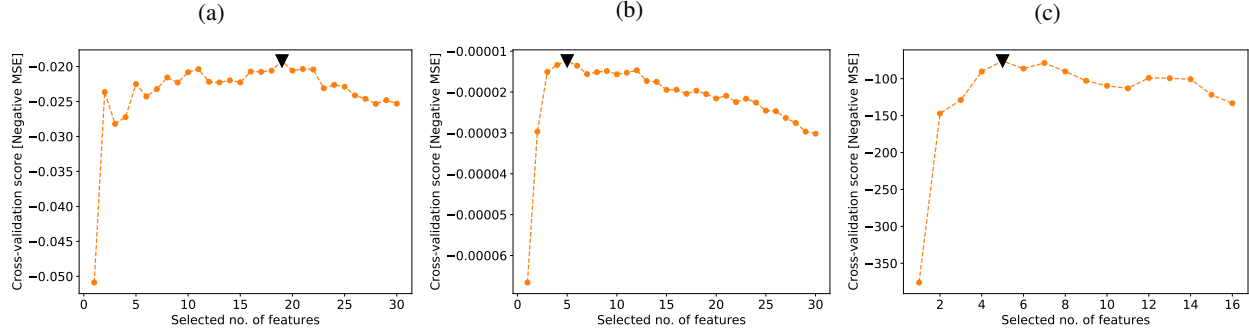 (a)
Cross-validation score [Negative MSE]
−0.020
−0.025
−0.030
−0.035
−0.040
−0.045
−0.050
0 5 10 15 20 25 30
Selected no. of features
(b)
Cross-validation score [Negative MSE]
−0.00001
−0.00002
−0.00003
−0.00004
−0.00005
−0.00006
0 5 10 15 20 25 30
Selected no. of features
(c)
Cross-validation score [Negative MSE]
−100
−150
−200
−250
−300
−350
2 4 6 8 10 12 14 16
Selected no. of features